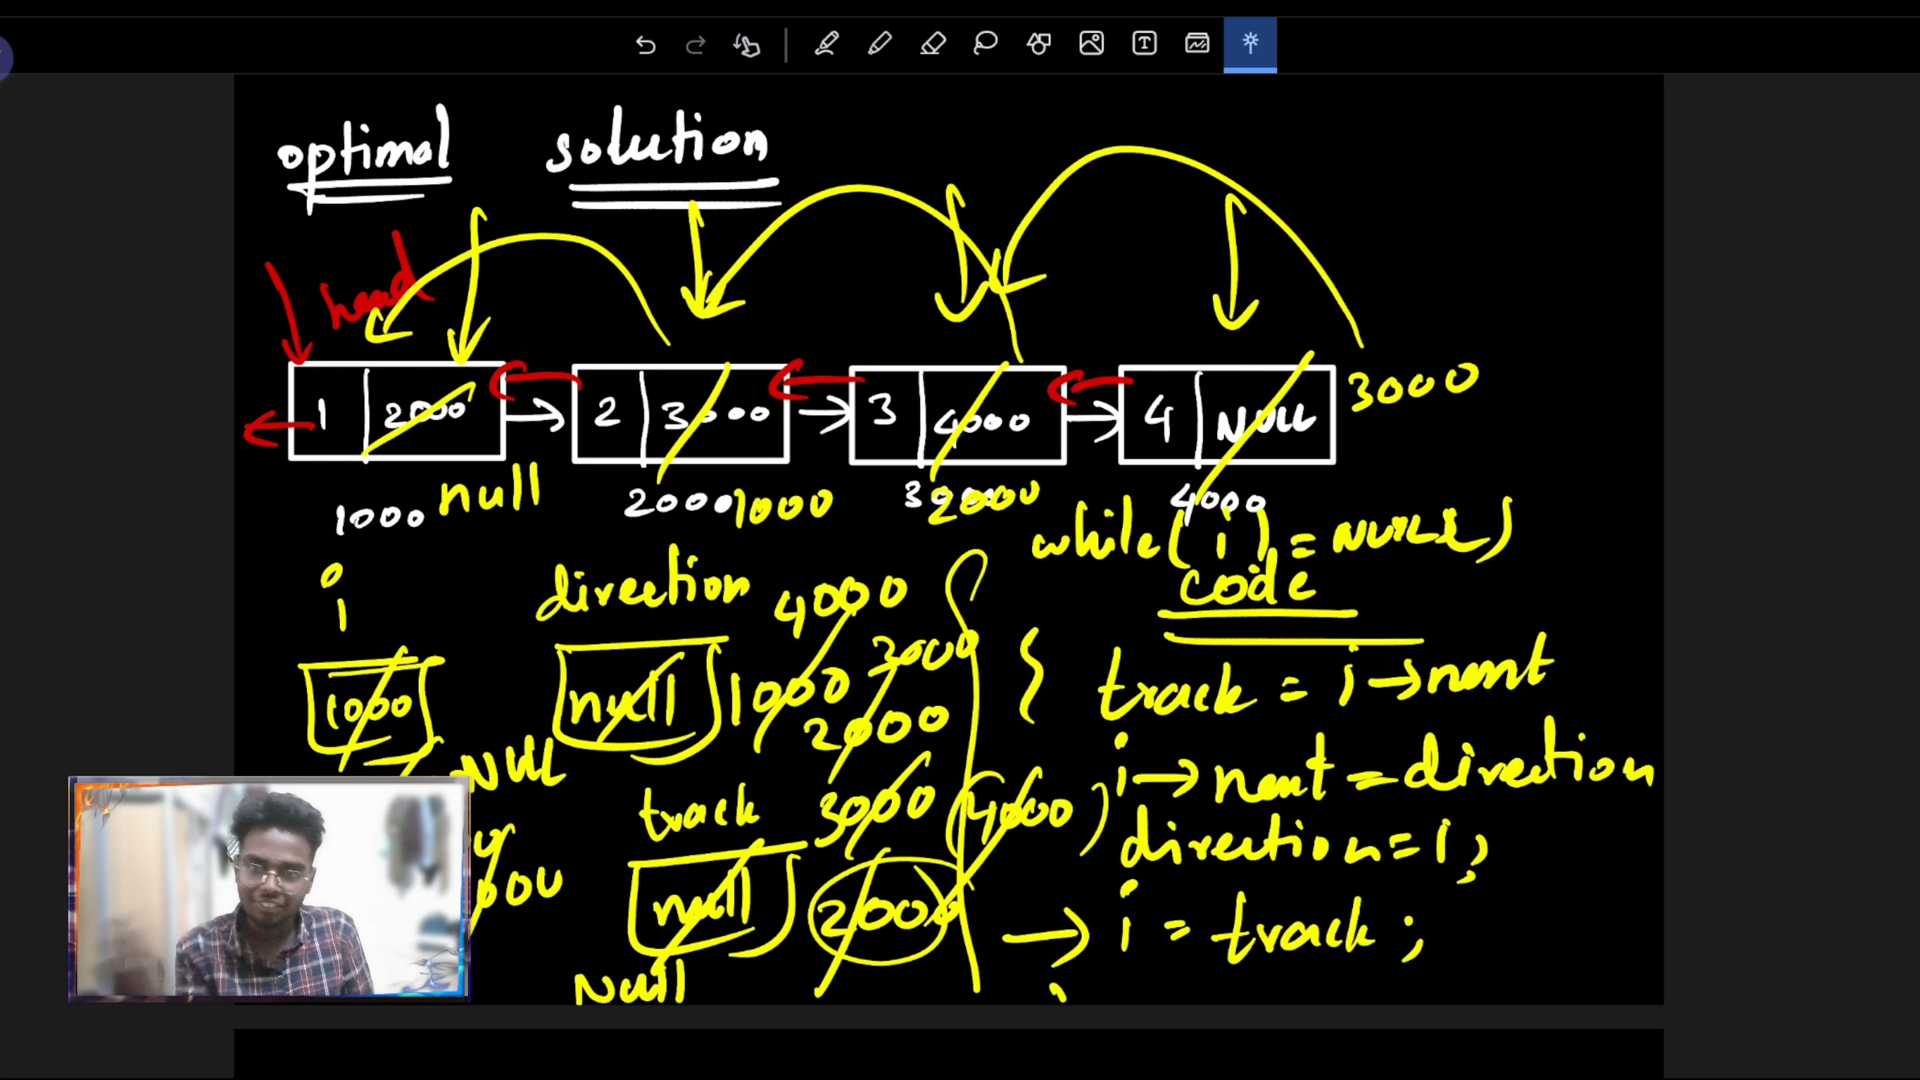 optimal solution
head
1 2000 2 3000 3 4000 4 NULL 3000
1000 null 2000 1000 2000 4000
while( i != NULL)
code
i direction 4000
3000
1000 null 1000
2000
track = i→next
NULL
i→next = direction
track 3000 (4000)
direction=i;
null 2000
i = track;
Null